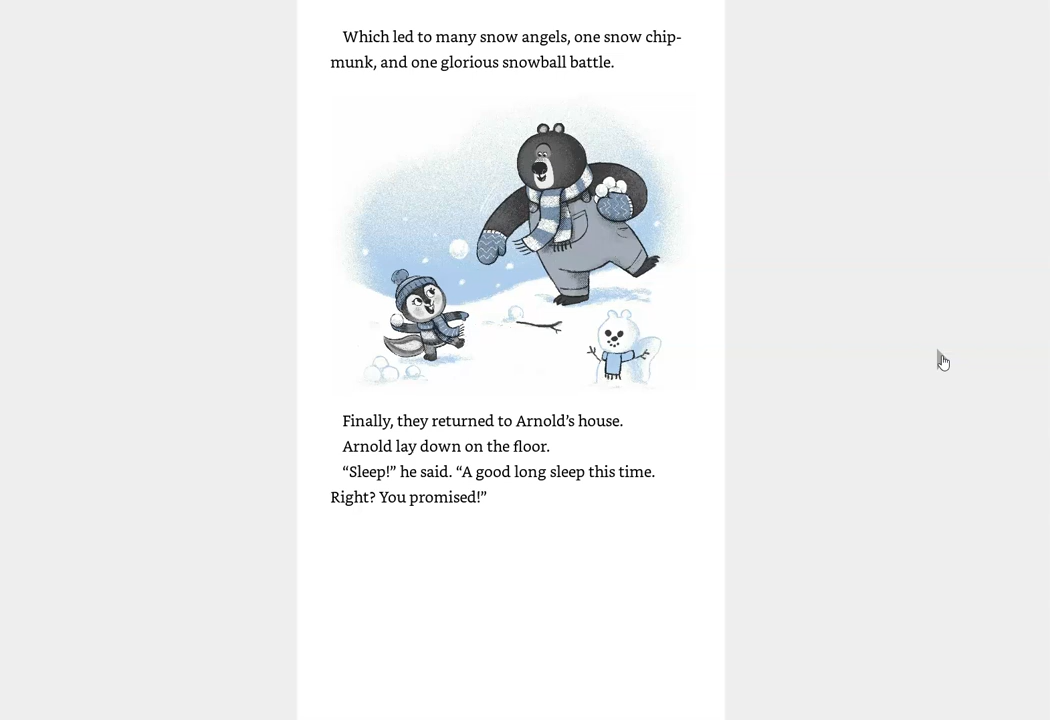 Which led to many snow angels, one snow chip-
munk, and one glorious snowball battle.
Finally, they returned to Arnold’s house.
Arnold lay down on the floor.
“Sleep!” he said. “A good long sleep this time.
Right? You promised!”